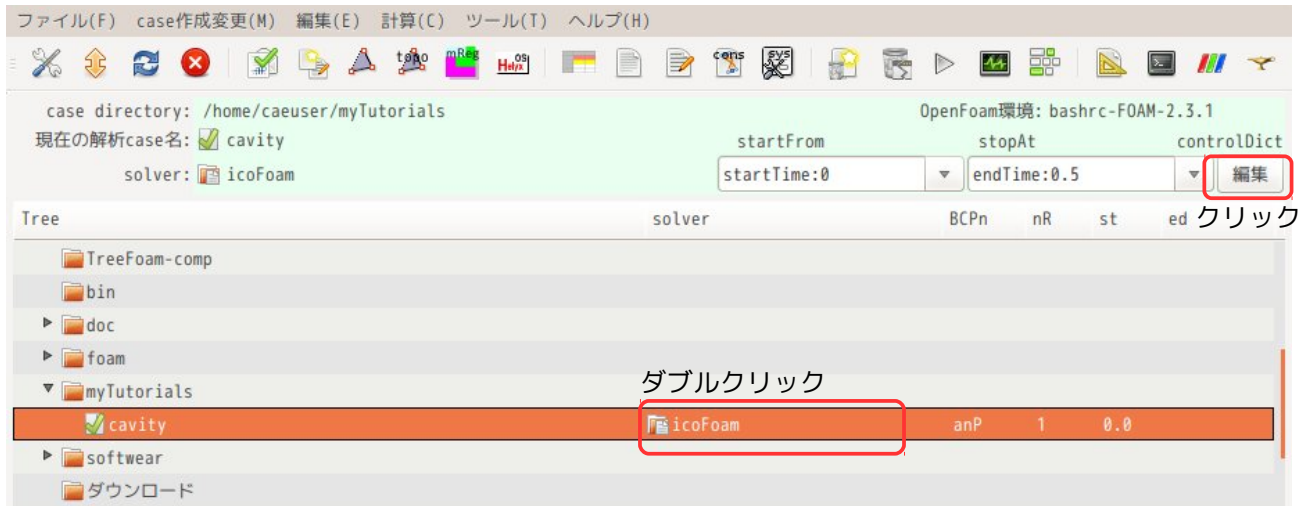 ファイル(F) case作成変更(M) 編集(E) 計算(C) ツール(T) ヘルプ(H)
topo mReg Helyx OS cons sys
case directory: /home/caeuser/myTutorials OpenFoam環境: bashrc-FOAM-2.3.1
現在の解析case名: cavity startFrom stopAt controlDict
solver: icoFoam startTime:0 endTime:0.5 編集
クリック
Tree solver BCPn nR st ed
TreeFoam-comp
bin
doc
foam
myTutorials
ダブルクリック
cavity icoFoam anP 1 0.0
softwear
ダウンロード